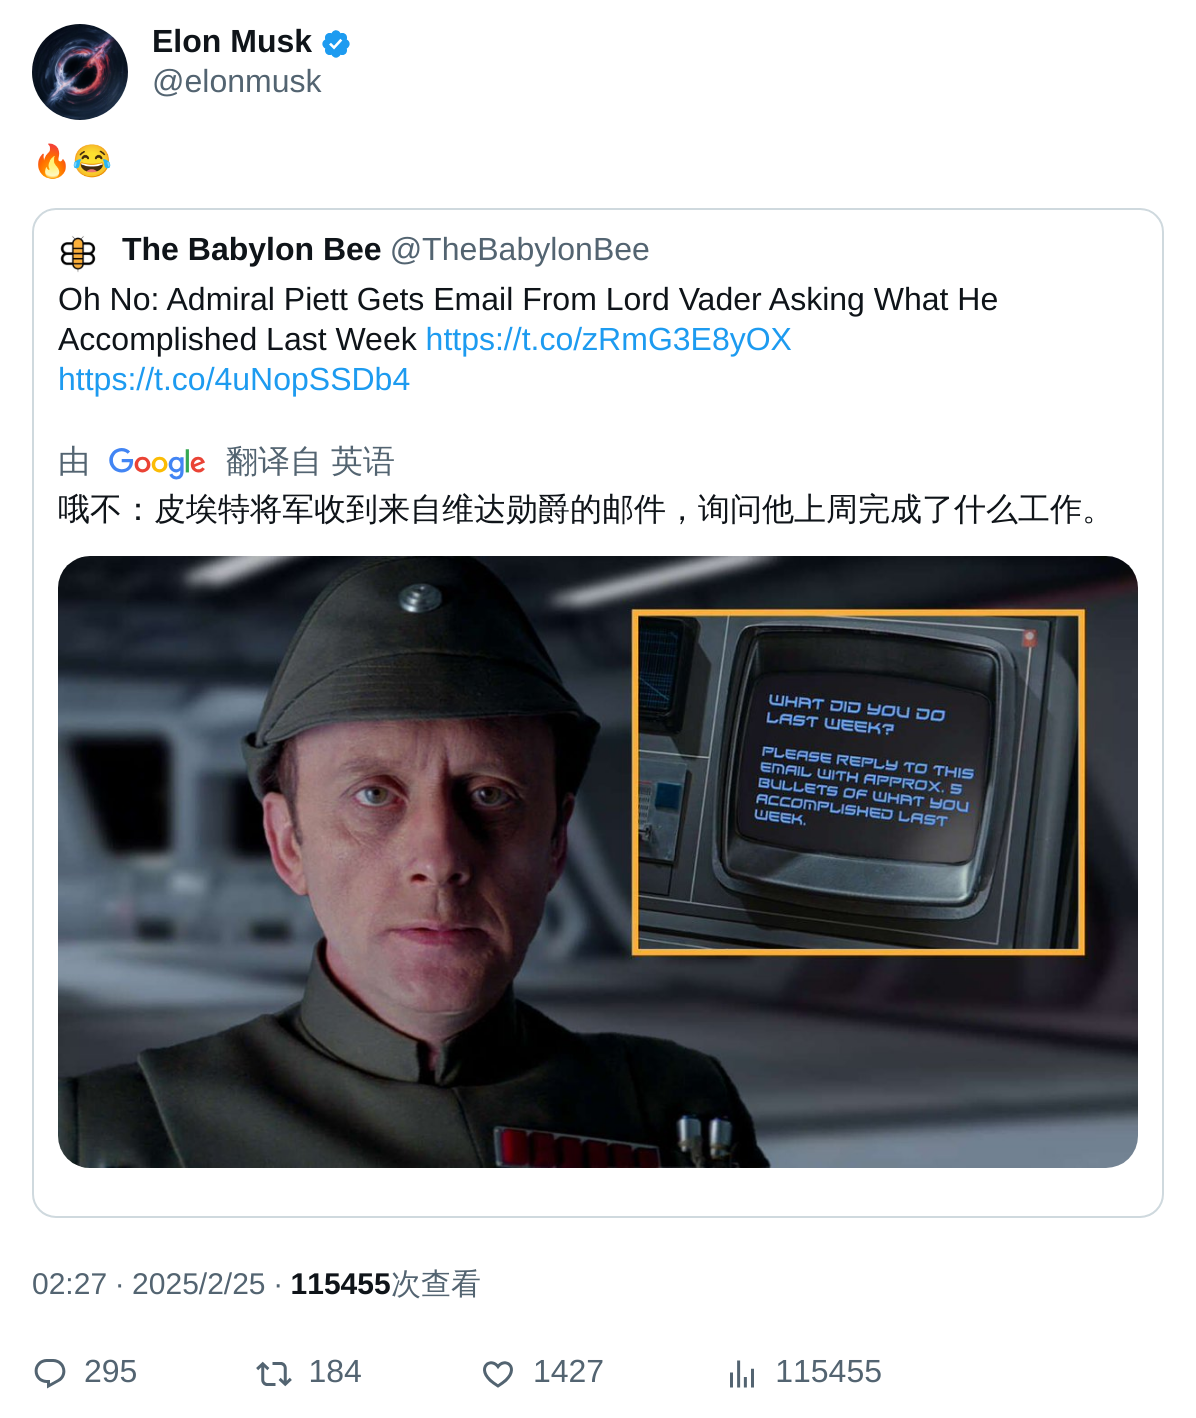 Elon Musk
@elonmusk
🔥😂
The Babylon Bee @TheBabylonBee
Oh No: Admiral Piett Gets Email From Lord Vader Asking What He
Accomplished Last Week https://t.co/zRmG3E8yOX
https://t.co/4uNopSSDb4
由 Google 翻译自 英语
哦不：皮埃特将军收到来自维达勋爵的邮件，询问他上周完成了什么工作。
WHAT DID YOU DO
LAST WEEK?
PLEASE REPLY TO THIS
EMAIL WITH APPROX. 5
BULLETS OF WHAT YOU
ACCOMPLISHED LAST
WEEK.
02:27 · 2025/2/25 · 115455次查看
295 184 1427 115455